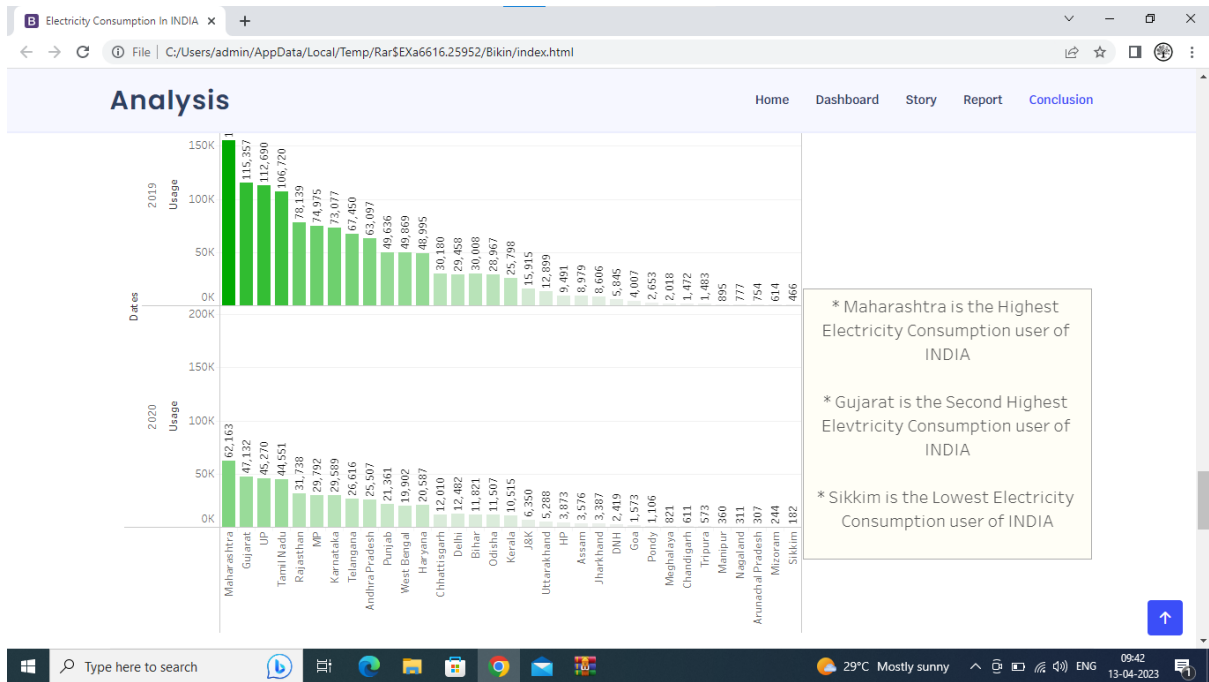 Electricity Consumption In INDIA
File | C:/Users/admin/AppData/Local/Temp/Rar$EXa6616.25952/Bikin/index.html
Analysis
Home Dashboard Story Report Conclusion
Dates
2019
Usage
150K
100K
50K
0K
115,357
112,690
106,720
78,139
74,975
73,077
67,450
63,097
49,636
49,869
48,995
30,180
29,458
30,008
28,967
25,798
15,915
12,899
9,491
8,979
8,606
5,845
4,007
2,653
2,018
1,472
1,483
895
777
754
614
466
2020
Usage
200K
150K
100K
50K
0K
62,163
47,132
45,270
44,551
31,738
29,792
29,589
26,616
25,507
21,361
19,902
20,587
12,010
12,482
11,821
11,507
10,515
6,350
5,288
3,873
3,576
3,387
2,419
1,573
1,106
821
611
573
360
311
307
244
182
Maharashtra
Gujarat
UP
Tamil Nadu
Rajasthan
MP
Karnataka
Telangana
Andhra Pradesh
Punjab
West Bengal
Haryana
Chhattisgarh
Delhi
Bihar
Odisha
Kerala
J&K
Uttarakhand
HP
Assam
Jharkhand
DNH
Goa
Pondy
Meghalaya
Chandigarh
Tripura
Manipur
Nagaland
Arunachal Pradesh
Mizoram
Sikkim
* Maharashtra is the Highest
Electricity Consumption user of
INDIA
* Gujarat is the Second Highest
Elevtricity Consumption user of
INDIA
* Sikkim is the Lowest Electricity
Consumption user of INDIA
Type here to search
29°C Mostly sunny
ENG
09:42
13-04-2023